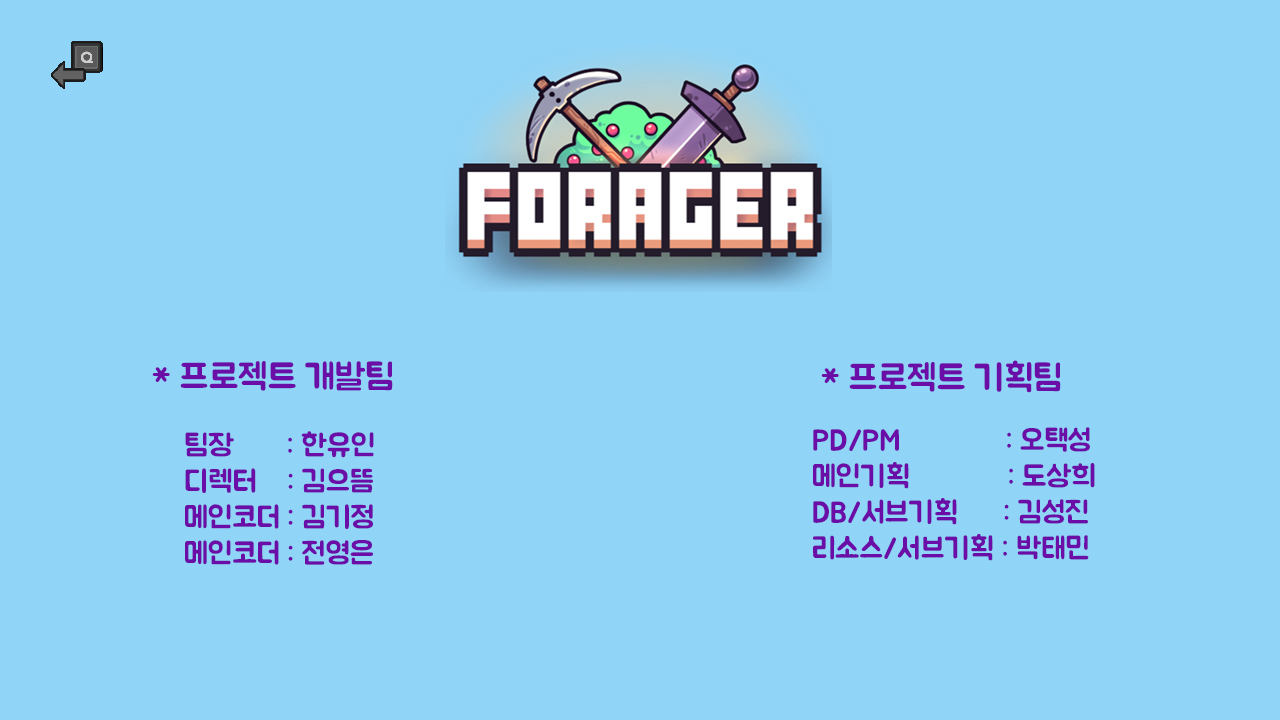 Q
FORAGER
* 프로젝트 개발팀
팀장 : 한유인
디렉터 : 김으뜸
메인코더 : 김기정
메인코더 : 전영은
* 프로젝트 기획팀
PD/PM : 오택성
메인기획 : 도상희
DB/서브기획 : 김성진
리소스/서브기획 : 박태민